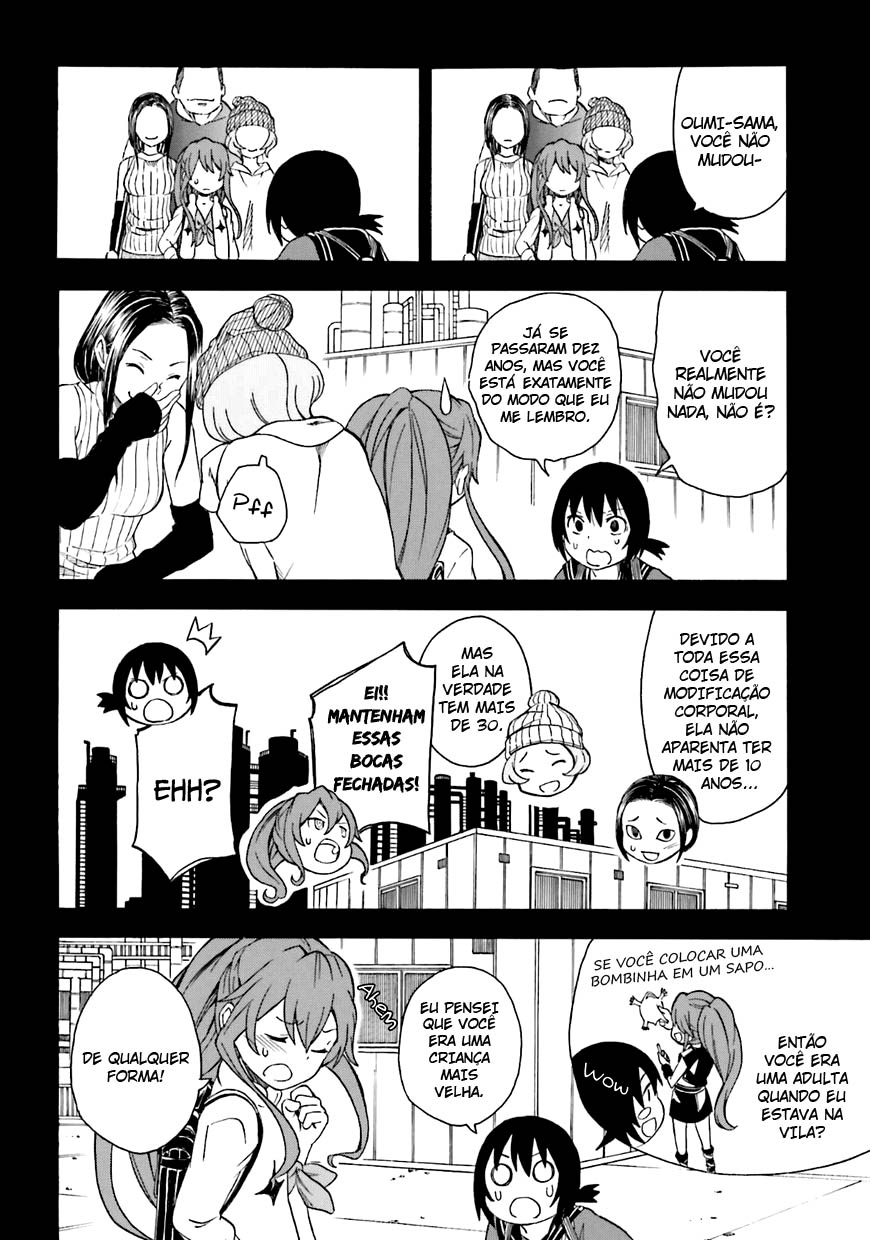 OUMI-SAMA,
VOCÊ NÃO
MUDOU-
VOCÊ
REALMENTE
NÃO MUDOU
NADA, NÃO É?
JÁ SE
PASSARAM DEZ
ANOS, MAS VOCÊ
ESTÁ EXATAMENTE
DO MODO QUE EU
ME LEMBRO.
Pff
DEVIDO A
TODA ESSA
COISA DE
MODIFICAÇÃO
CORPORAL,
ELA NÃO
APARENTA TER
MAIS DE 10
ANOS...
MAS
ELA NA
VERDADE
TEM MAIS
DE 30.
EI!!
MANTENHAM
ESSAS
BOCAS
FECHADAS!
EHH?
SE VOCÊ COLOCAR UMA
BOMBINHA EM UM SAPO...
Wow
ENTÃO
VOCÊ ERA
UMA ADULTA
QUANDO EU
ESTAVA NA
VILA?
EU PENSEI
QUE VOCÊ
ERA UMA
CRIANÇA
MAIS
VELHA.
Ahem
DE QUALQUER
FORMA!